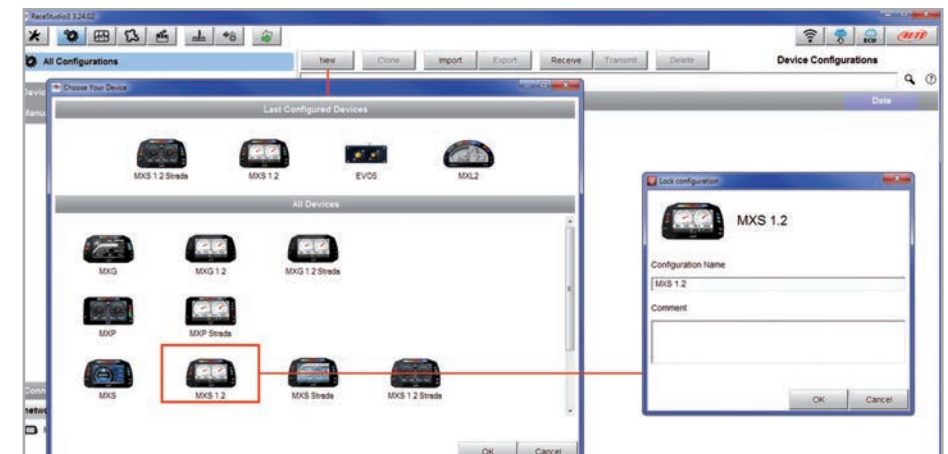 RaceStudio3 3.24.02
ECU
AiM
All Configurations
New Clone Import Export Receive Transmit Delete
Device Configurations
Choose Your Device
Date
Last Configured Devices
MXS 1.2 Strada MXS 1.2 EVO5 MXL2
All Devices
MXG MXG 1.2 MXG 1.2 Strada
MXP MXP Strada
MXS MXS 1.2 MXS Strada MXS 1.2 Strada
OK Cancel
Lock configuration
MXS 1.2
Configuration Name
MXS 1.2
Comment
OK Cancel